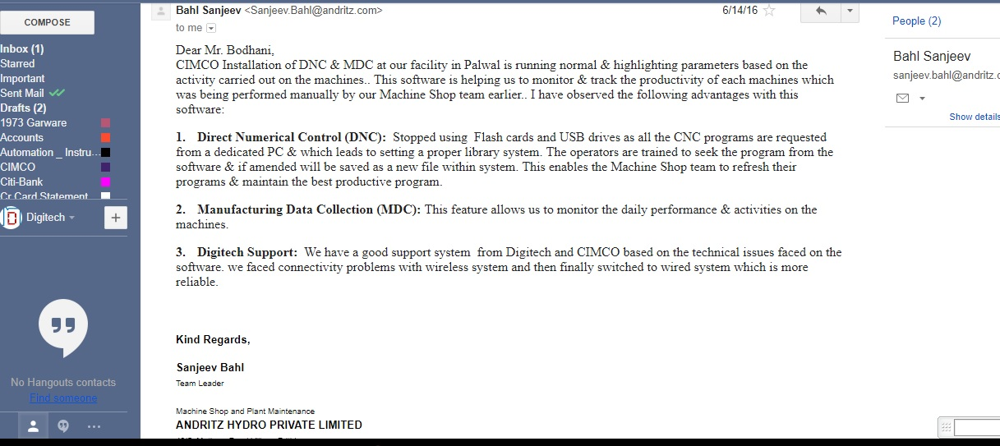 COMPOSE
Inbox (1)
Starred
Important
Sent Mail
Drafts (2)
1973 Garware
Accounts
Automation _ Instru...
CIMCO
Citi-Bank
Cr Card Statement
Digitech
+
No Hangouts contacts
Find someone
Bahl Sanjeev <Sanjeev.Bahl@andritz.com>
6/14/16
to me
Dear Mr. Bodhani,
CIMCO Installation of DNC & MDC at our facility in Palwal is running normal & highlighting parameters based on the
activity carried out on the machines.. This software is helping us to monitor & track the productivity of each machines which
was being performed manually by our Machine Shop team earlier.. I have observed the following advantages with this
software:
1. Direct Numerical Control (DNC): Stopped using Flash cards and USB drives as all the CNC programs are requested
from a dedicated PC & which leads to setting a proper library system. The operators are trained to seek the program from the
software & if amended will be saved as a new file within system. This enables the Machine Shop team to refresh their
programs & maintain the best productive program.
2. Manufacturing Data Collection (MDC): This feature allows us to monitor the daily performance & activities on the
machines.
3. Digitech Support: We have a good support system from Digitech and CIMCO based on the technical issues faced on the
software. we faced connectivity problems with wireless system and then finally switched to wired system which is more
reliable.
Kind Regards,
Sanjeev Bahl
Team Leader
Machine Shop and Plant Maintenance
ANDRITZ HYDRO PRIVATE LIMITED
People (2)
Bahl Sanjeev
sanjeev.bahl@andritz.c
Show details